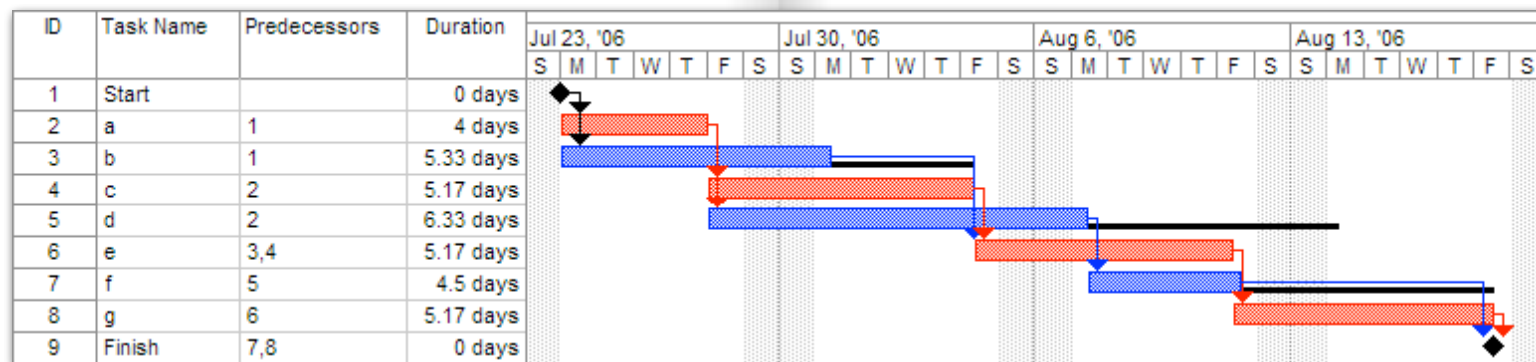 ID Task Name Predecessors Duration
Jul 23, '06 Jul 30, '06 Aug 6, '06 Aug 13, '06
S M T W T F S S M T W T F S S M T W T F S S M T W T F S
1 Start 0 days
2 a 1 4 days
3 b 1 5.33 days
4 c 2 5.17 days
5 d 2 6.33 days
6 e 3,4 5.17 days
7 f 5 4.5 days
8 g 6 5.17 days
9 Finish 7,8 0 days